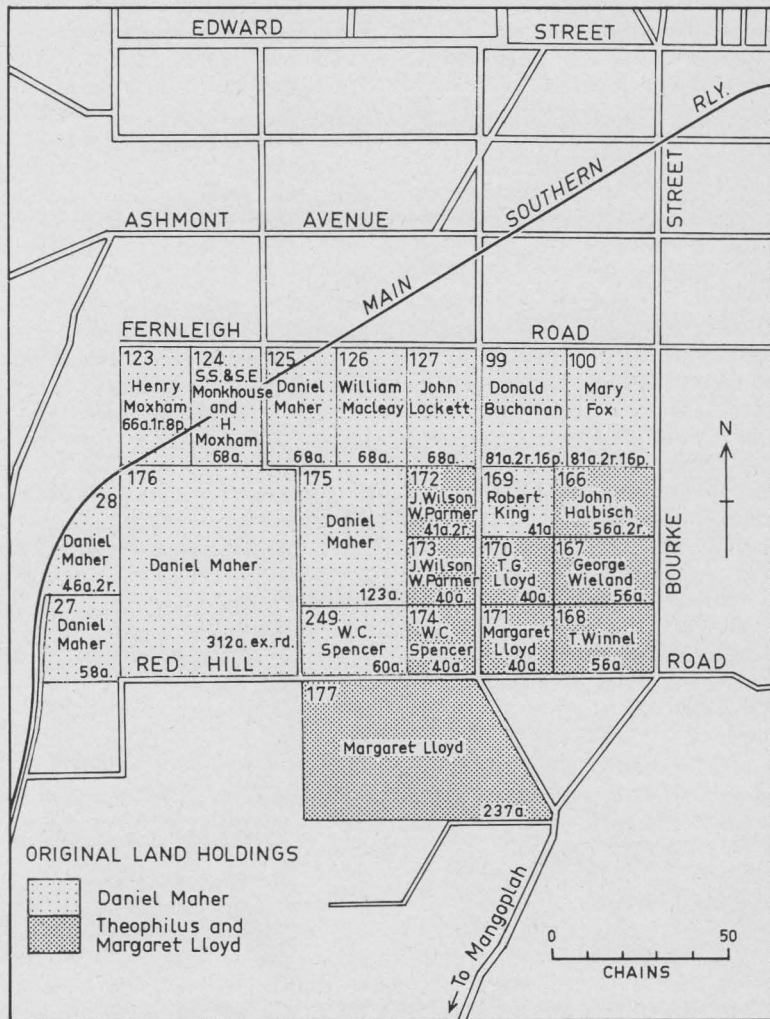 EDWARD STREET
RLY.
SOUTHERN
MAIN
STREET
ASHMONT AVENUE
FERNLEIGH ROAD
123
Henry
Moxham
66a.1r.8p.
124
S.S.&S.E
Monkhouse
and
H.
Moxham
68a.
125
Daniel
Maher
68a.
126
William
Macleay
68a.
127
John
Lockett
68a.
99
Donald
Buchanan
81a.2r.16p.
100
Mary
Fox
81a.2r.16p.
N
28
Daniel
Maher
46a.2r.
176
Daniel Maher
312a.ex.rd.
175
Daniel
Maher
123a.
172
J.Wilson
W.Parmer
41a.2r.
169
Robert
King
41a
166
John
Halbisch
56a.2r.
173
J.Wilson
W.Parmer
40a.
170
T.G.
Lloyd
40a.
167
George
Wieland
56a.
BOURKE
27
Daniel
Maher
58a.
249
W.C.
Spencer
60a.
174
W.C.
Spencer
40a.
171
Margaret
Lloyd
40a.
168
T.Winnel
56a.
RED HILL ROAD
177
Margaret Lloyd
237a.
ORIGINAL LAND HOLDINGS
Daniel Maher
Theophilus and
Margaret Lloyd
To Mangoplah
0 50
CHAINS